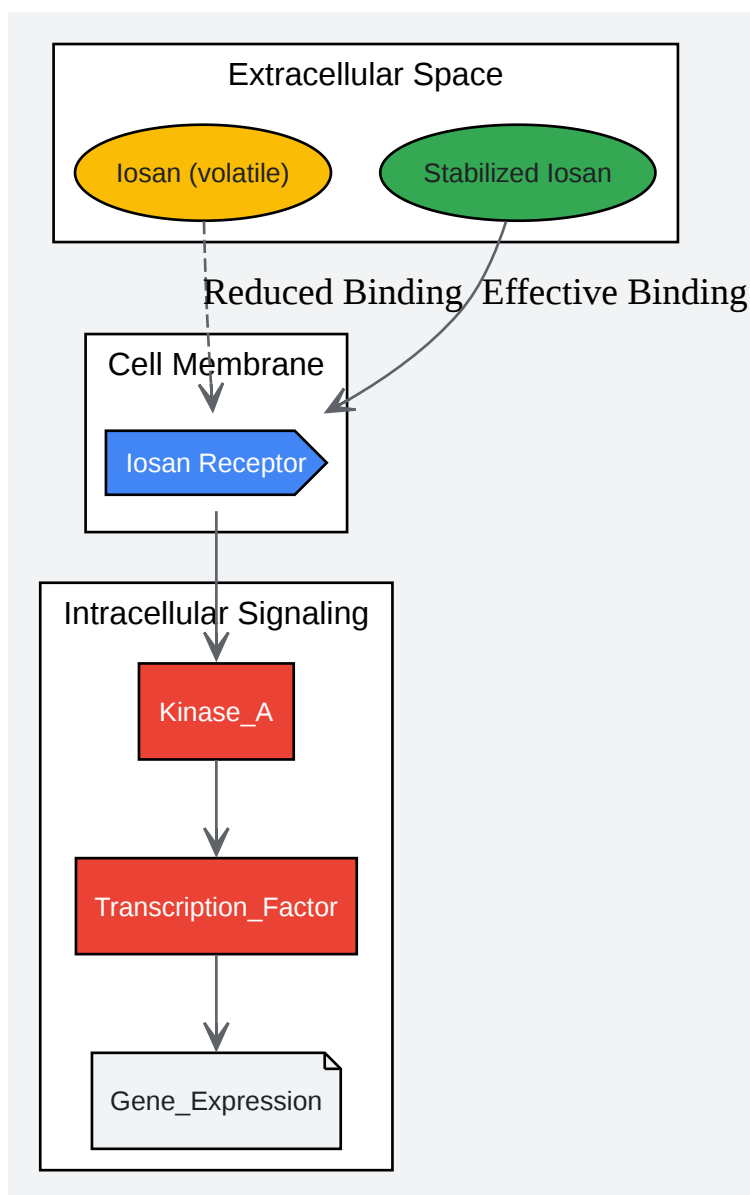 Extracellular Space
Iosan (volatile)
Stabilized Iosan
Reduced Binding
Effective Binding
Cell Membrane
Iosan Receptor
Intracellular Signaling
Kinase_A
Transcription_Factor
Gene_Expression